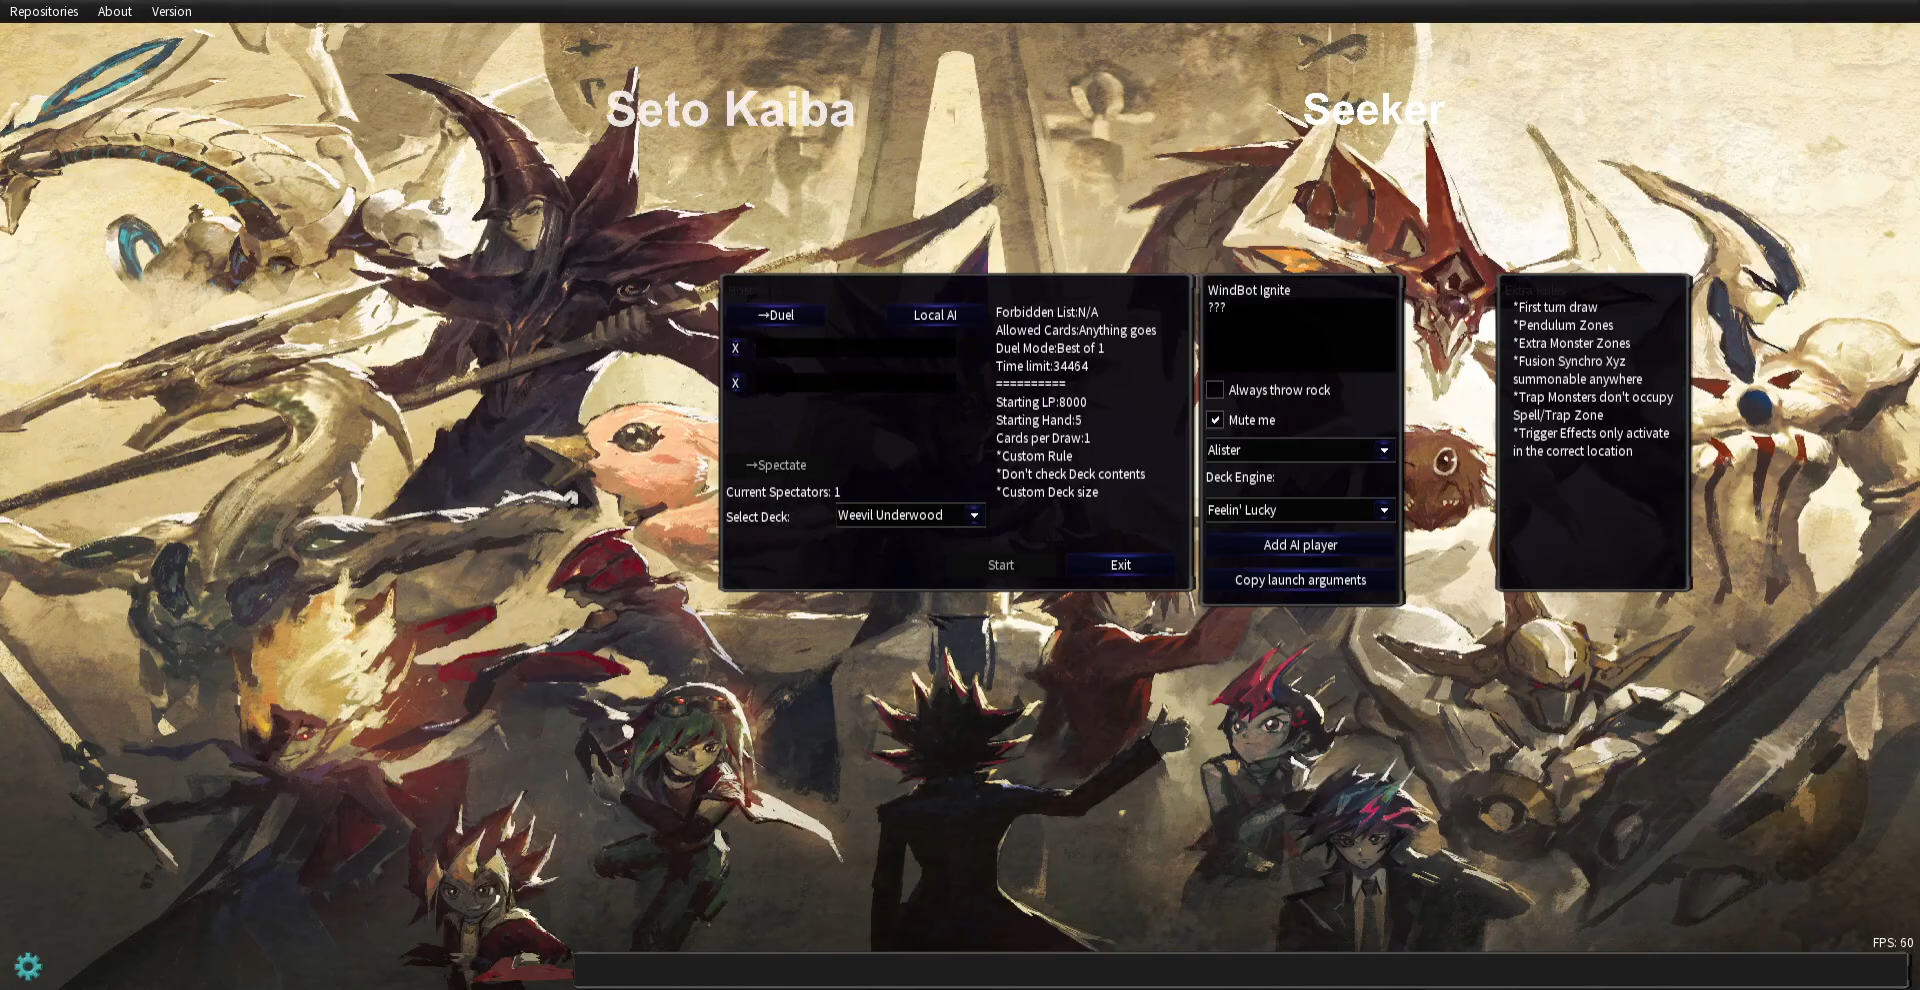 Repositories About Version
Seto Kaiba
Seeker
Host
→Duel
Local AI
X
X
→Spectate
Current Spectators: 1
Select Deck:
Weevil Underwood
Start
Exit
Forbidden List:N/A
Allowed Cards:Anything goes
Duel Mode:Best of 1
Time limit:34464
==========
Starting LP:8000
Starting Hand:5
Cards per Draw:1
*Custom Rule
*Don't check Deck contents
*Custom Deck size
WindBot Ignite
???
Always throw rock
Mute me
Alister
Deck Engine:
Feelin' Lucky
Add AI player
Copy launch arguments
Extra Rules
*First turn draw
*Pendulum Zones
*Extra Monster Zones
*Fusion Synchro Xyz
summonable anywhere
*Trap Monsters don't occupy
Spell/Trap Zone
*Trigger Effects only activate
in the correct location
FPS: 60